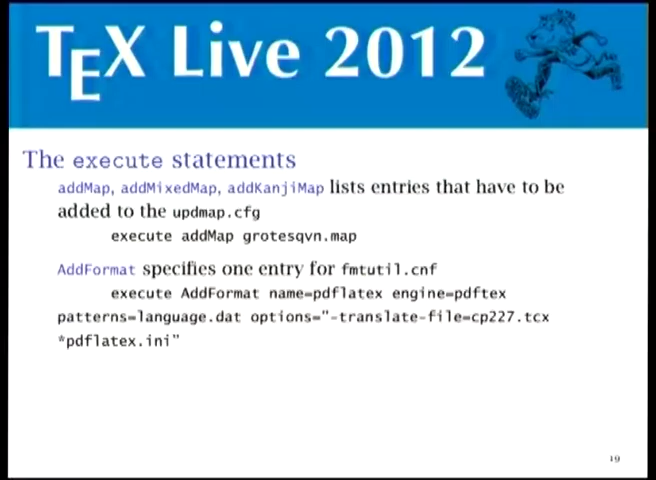 TEX Live 2012
The execute statements
addMap, addMixedMap, addKanjiMap lists entries that have to be
added to the updmap.cfg
execute addMap grotesqvn.map
AddFormat specifies one entry for fmtutil.cnf
execute AddFormat name=pdflatex engine=pdftex
patterns=language.dat options="-translate-file=cp227.tcx
*pdflatex.ini"
19